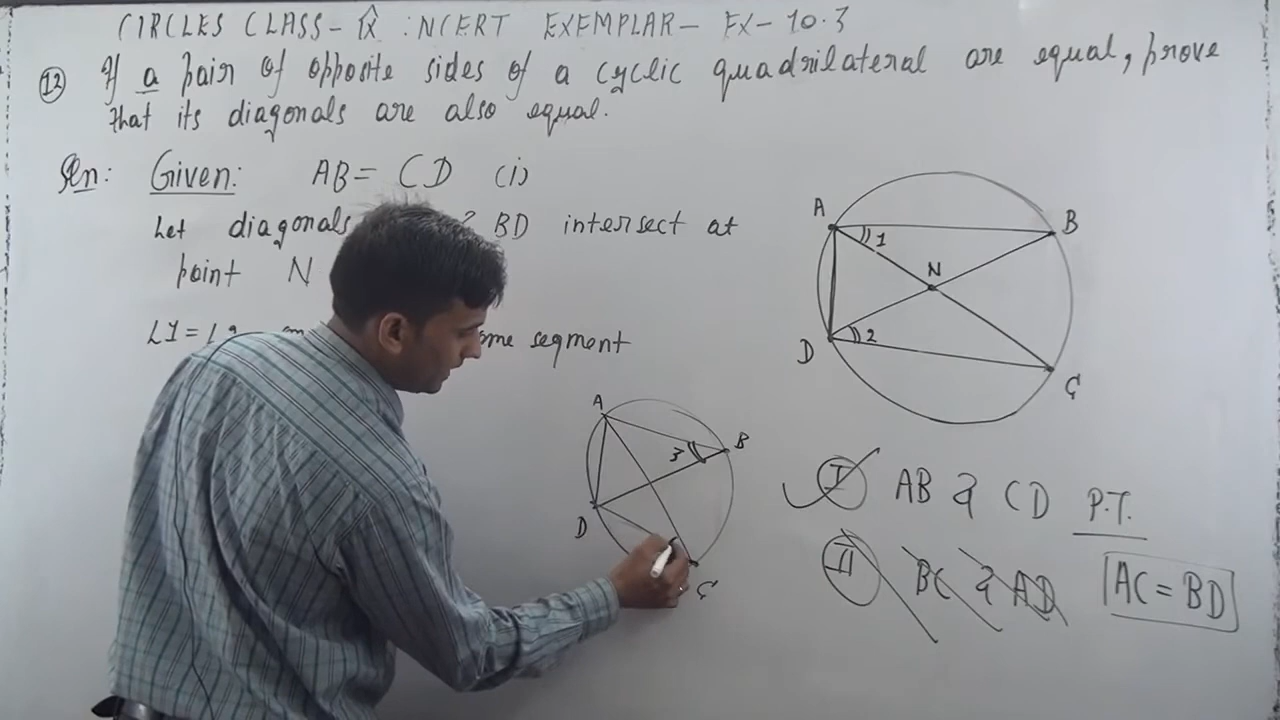 CIRCLES CLASS- IX : NCERT EXEMPLAR- EX- 10.3
12 If a pair of opposite sides of a cyclic quadrilateral are equal, prove
that its diagonals are also equal.
Given: AB = CD (i)
Let diagonals BD intersect at
point N
∠1 = segment
A B
1
N
D 2
C
A B
3
D
C
I AB & CD P.T.
II BC & AD AC = BD